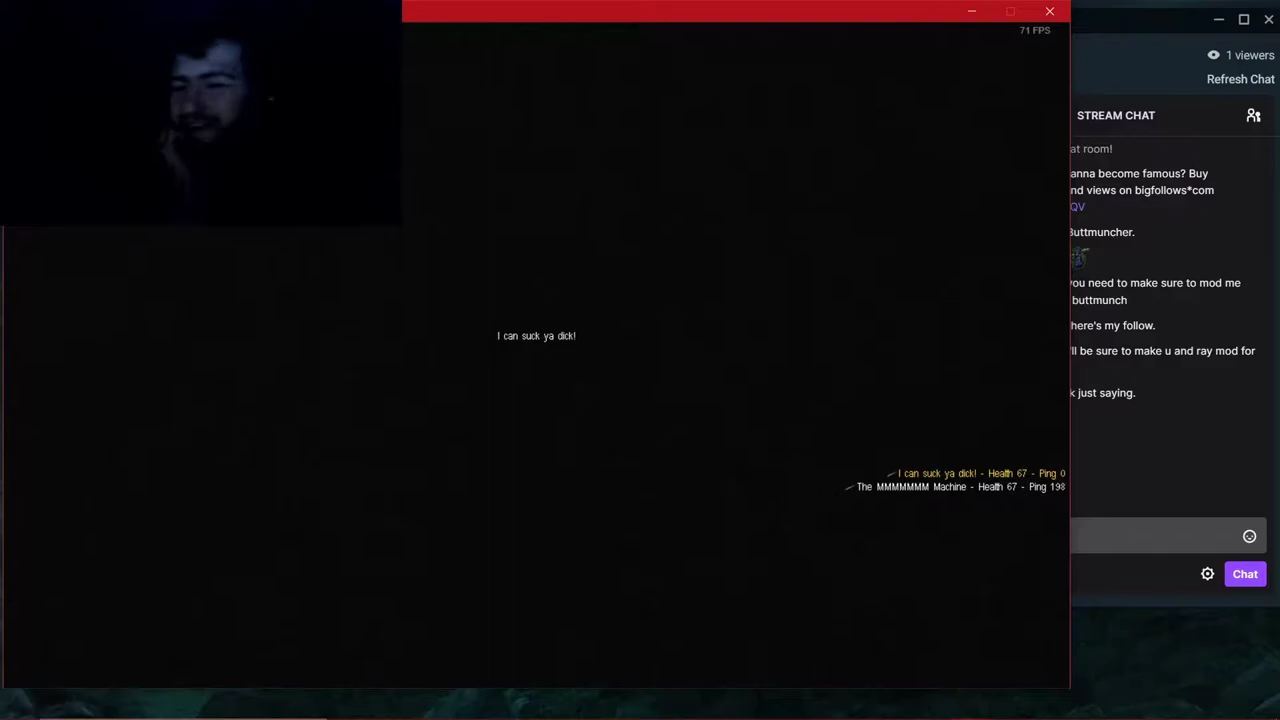 71 FPS
1 viewers
Refresh Chat
STREAM CHAT
at room!
anna become famous? Buy
nd views on bigfollows*com
QV
Buttmuncher.
you need to make sure to mod me
buttmunch
here's my follow.
'll be sure to make u and ray mod for
k just saying.
I can suck ya dick!
I can suck ya dick! - Health 67 - Ping 0
The MMMMMMM Machine - Health 67 - Ping 198
Chat